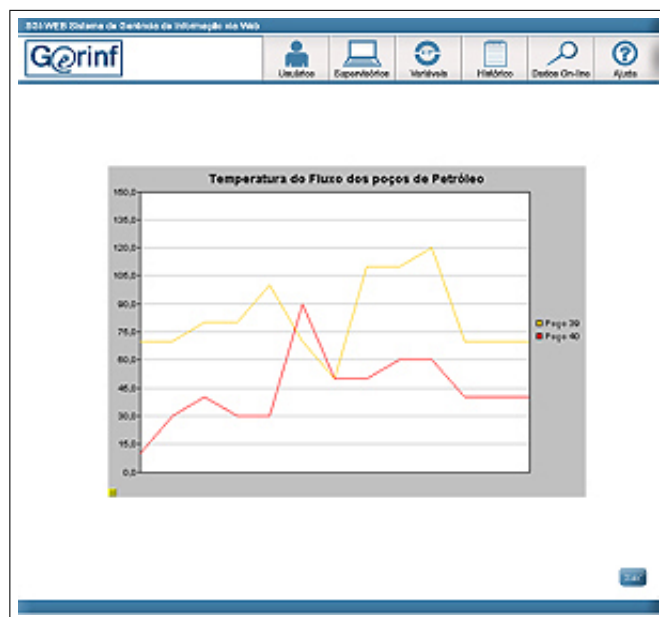 SGI-WEB Sistema de Gerência de Informação via Web
G@rinf
Usuários Supervisórios Variáveis Histórico Dados On-line Ajuda
Temperatura do Fluxo dos poços de Petróleo
150,0
135,0
120,0
105,0
90,0
75,0
60,0
45,0
30,0
15,0
0,0
Poço 39
Poço 40
Sair